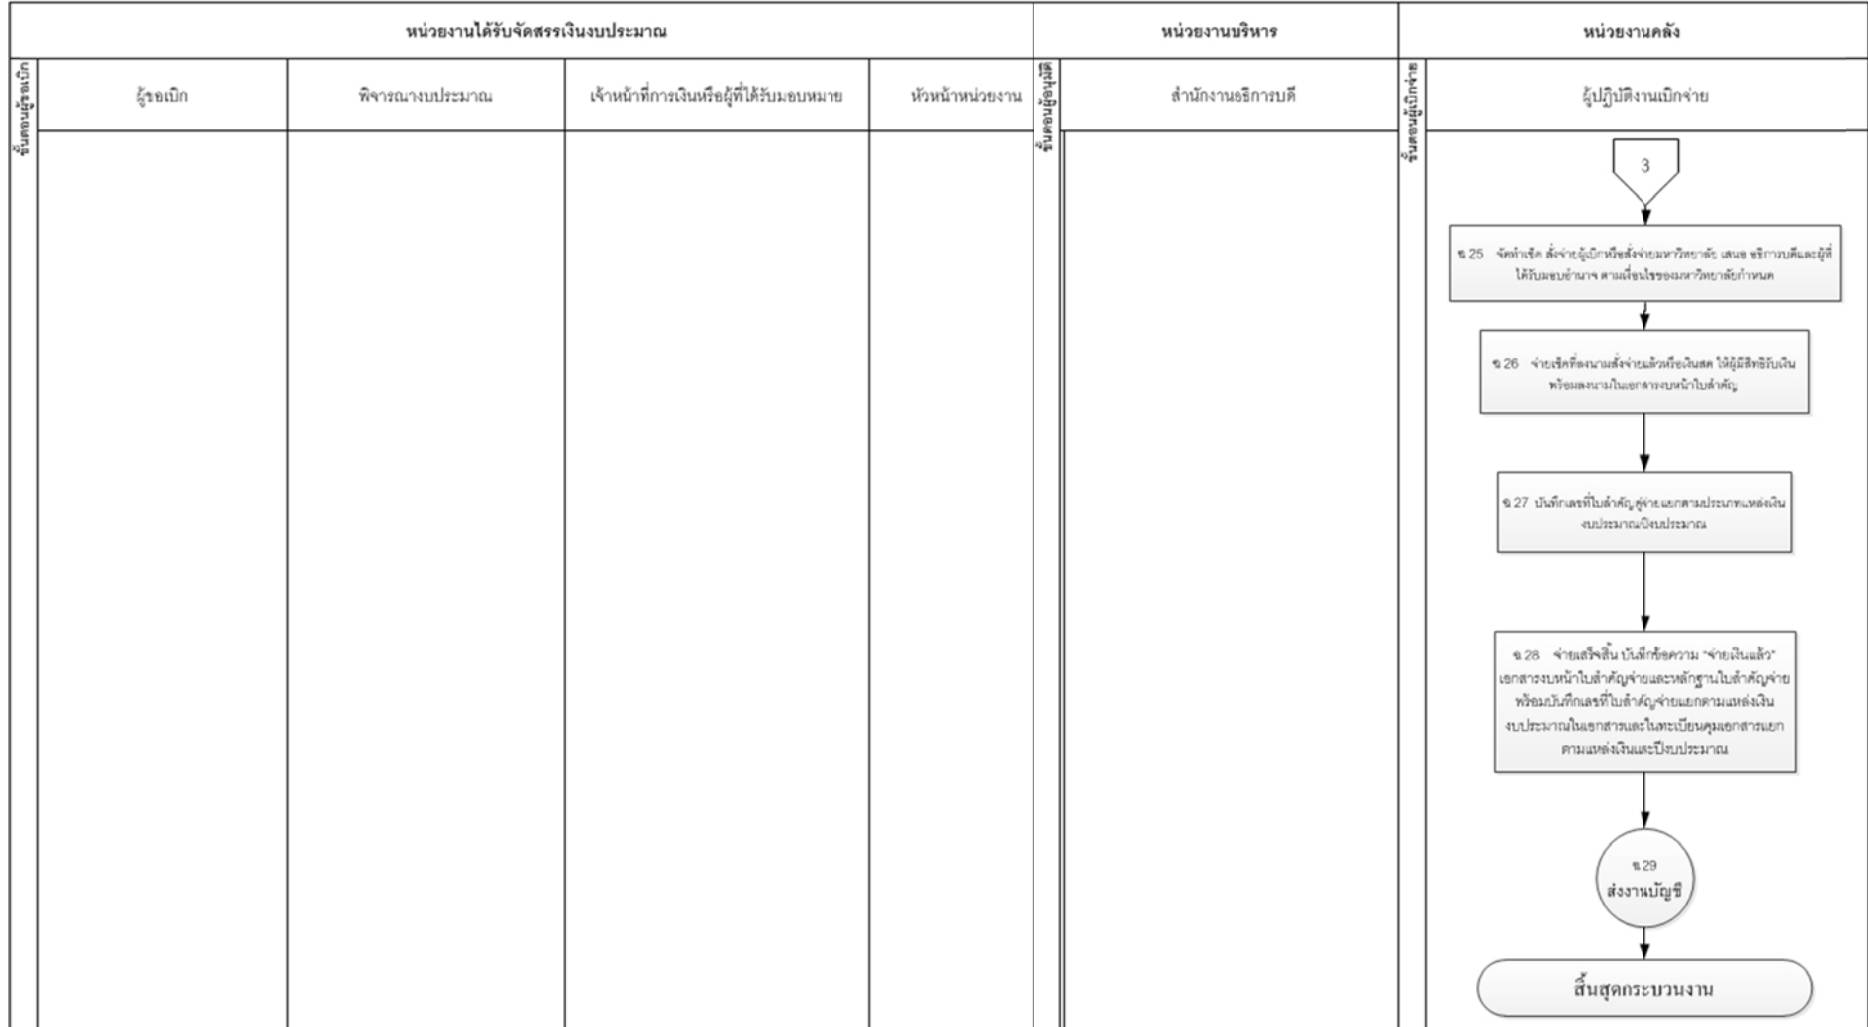 หน่วยงานได้รับจัดสรรเงินงบประมาณ
หน่วยงานบริหาร
หน่วยงานคลัง
ขั้นตอนผู้ขอเบิก
ผู้ขอเบิก
พิจารณางบประมาณ
เจ้าหน้าที่การเงินหรือผู้ที่ได้รับมอบหมาย
หัวหน้าหน่วยงาน
ขั้นตอนผู้อนุมัติ
สำนักงานอธิการบดี
ขั้นตอนผู้เบิกจ่าย
ผู้ปฏิบัติงานเบิกจ่าย
3
ข.25 จัดทำเช็ค สั่งจ่ายผู้เบิกหรือสั่งจ่ายมหาวิทยาลัย เสนอ อธิการบดีและผู้ที่
ได้รับมอบอำนาจ ตามเงื่อนไขของมหาวิทยาลัยกำหนด
ข.26 จ่ายเช็คที่ลงนามสั่งจ่ายแล้วหรือเงินสด ให้ผู้มีสิทธิรับเงิน
พร้อมลงนามในเอกสารงบหน้าใบสำคัญ
ข.27 บันทึกเลขที่ใบสำคัญคู่จ่ายแยกตามประเภทแหล่งเงิน
งบประมาณ/ปีงบประมาณ
ข.28 จ่ายเสร็จสิ้น บันทึกข้อความ "จ่ายเงินแล้ว"
เอกสารงบหน้าใบสำคัญจ่ายและหลักฐานใบสำคัญจ่าย
พร้อมบันทึกเลขที่ใบสำคัญจ่ายแยกตามแหล่งเงิน
งบประมาณในเอกสารและในทะเบียนคุมเอกสารแยก
ตามแหล่งเงินและปีงบประมาณ
ข.29
ส่งงานบัญชี
สิ้นสุดกระบวนงาน